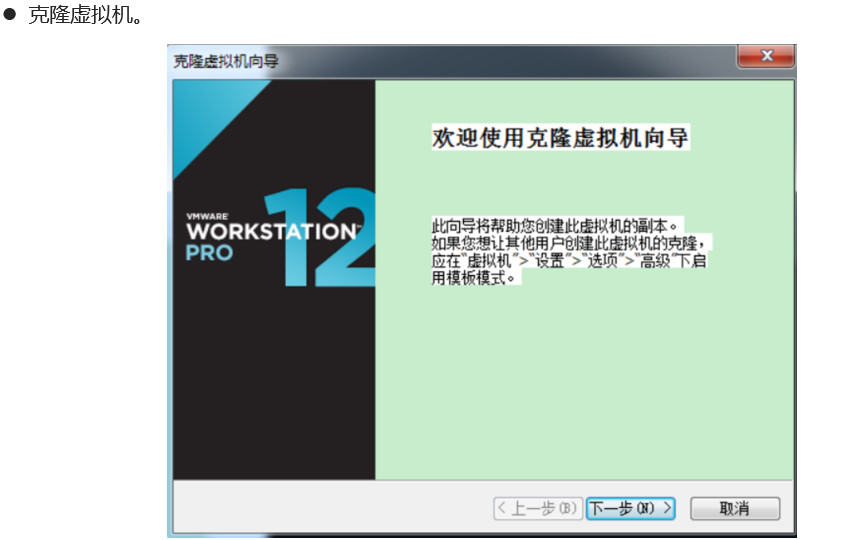 ● 克隆虚拟机。
克隆虚拟机向导
欢迎使用克隆虚拟机向导
此向导将帮助您创建此虚拟机的副本。
如果您想让其他用户创建此虚拟机的克隆，
应在“虚拟机”>“设置”>“选项”>“高级”下启
用模板模式。
VMWARE
WORKSTATION™
PRO
12
< 上一步(B)
下一步(N) >
取消